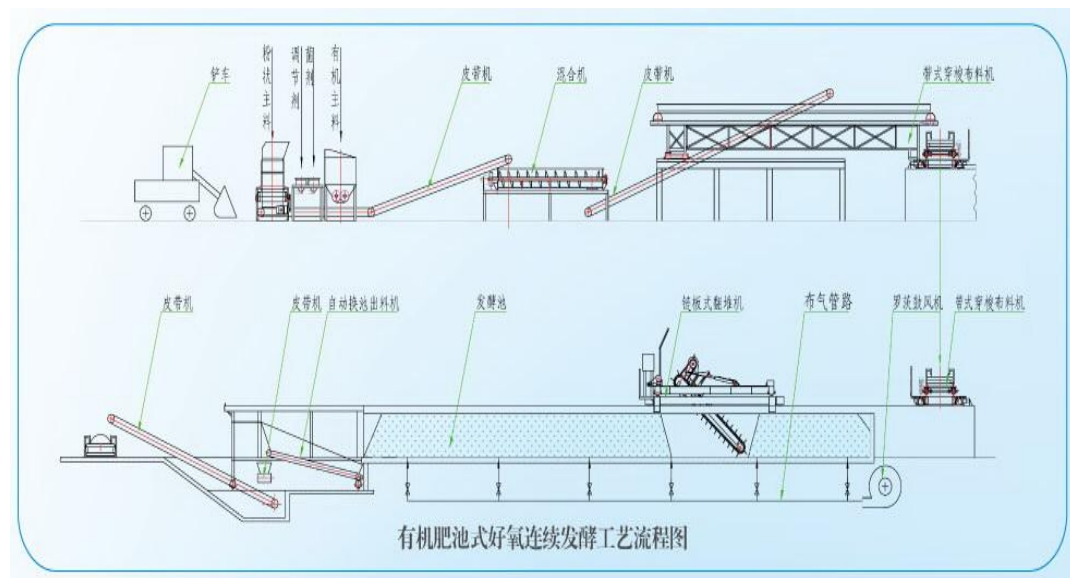 铲车
粉状主料
调节剂
菌剂
有机主料
皮带机
混合机
皮带机
带式穿梭布料机
皮带机
皮带机
自动换池出料机
发酵池
链板式翻堆机
布气管路
罗茨鼓风机
带式穿梭布料机
有机肥池式好氧连续发酵工艺流程图